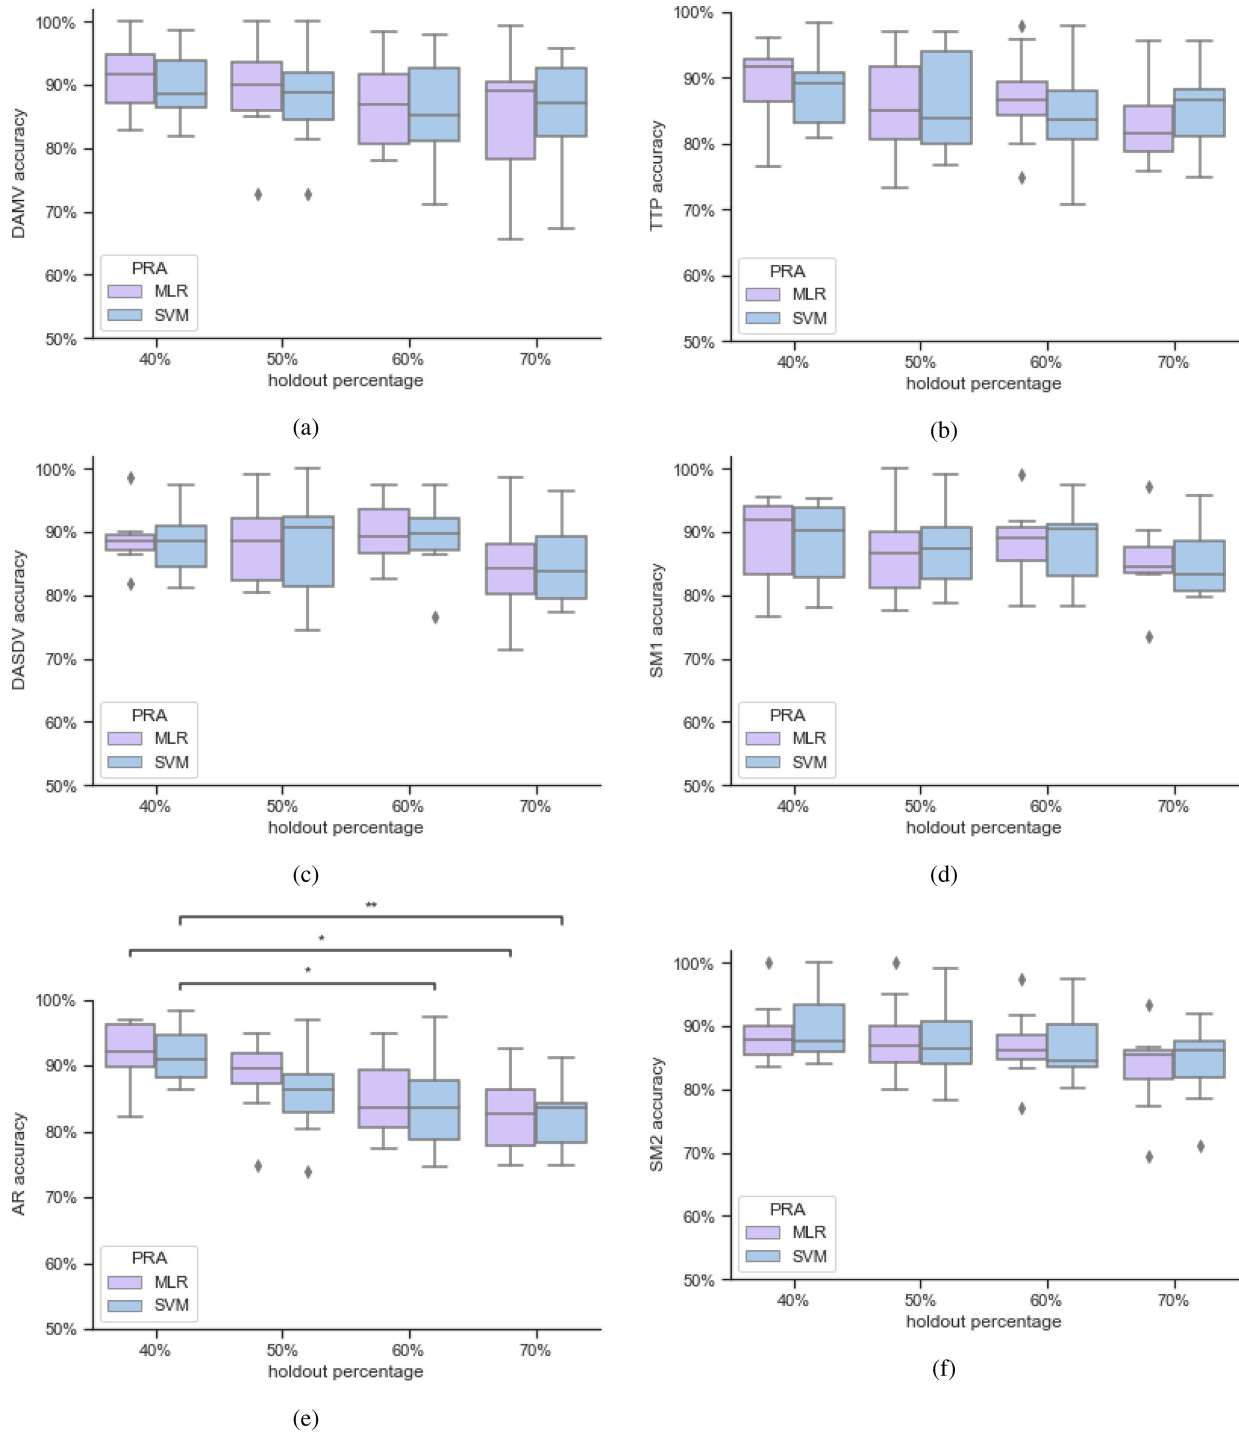 100%
90%
80%
70%
60%
50%
DAMV accuracy
PRA
MLR
SVM
40% 50% 60% 70%
holdout percentage
(a)
100%
90%
80%
70%
60%
50%
TTP accuracy
PRA
MLR
SVM
40% 50% 60% 70%
holdout percentage
(b)
100%
90%
80%
70%
60%
50%
DASDV accuracy
PRA
MLR
SVM
40% 50% 60% 70%
holdout percentage
(c)
100%
90%
80%
70%
60%
50%
SM1 accuracy
PRA
MLR
SVM
40% 50% 60% 70%
holdout percentage
(d)
**
*
*
100%
90%
80%
70%
60%
50%
AR accuracy
PRA
MLR
SVM
40% 50% 60% 70%
holdout percentage
(e)
100%
90%
80%
70%
60%
50%
SM2 accuracy
PRA
MLR
SVM
40% 50% 60% 70%
holdout percentage
(f)